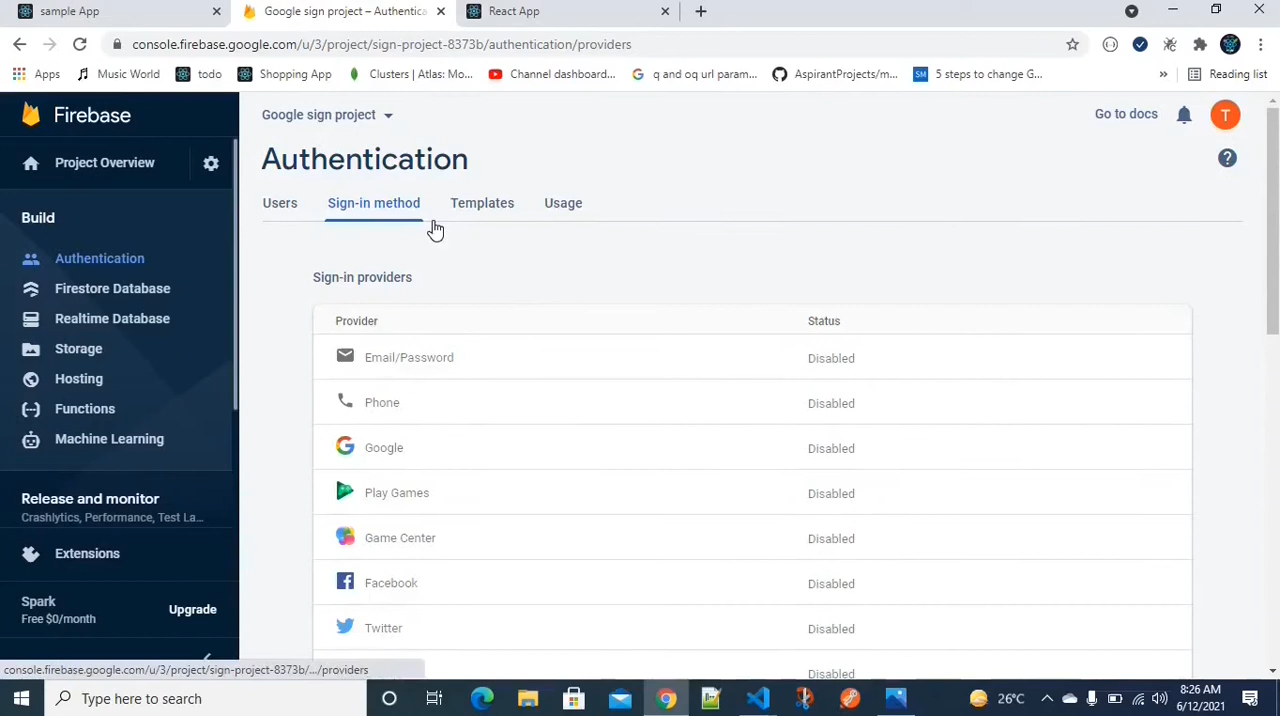 sample App
Google sign project – Authentica
React App
console.firebase.google.com/u/3/project/sign-project-8373b/authentication/providers
Apps
Music World
todo
Shopping App
Clusters | Atlas: Mo...
Channel dashboard...
q and oq url param...
AspirantProjects/m...
SM
5 steps to change G...
»
Reading list
Firebase
Google sign project
Go to docs
T
Project Overview
Authentication
Users
Sign-in method
Templates
Usage
Build
Authentication
Firestore Database
Realtime Database
Storage
Hosting
Functions
Machine Learning
Release and monitor
Crashlytics, Performance, Test La...
Extensions
Spark
Free $0/month
Upgrade
Sign-in providers
Provider
Status
Email/Password
Disabled
Phone
Disabled
Google
Disabled
Play Games
Disabled
Game Center
Disabled
Facebook
Disabled
Twitter
Disabled
Disabled
console.firebase.google.com/u/3/project/sign-project-8373b/.../providers
Type here to search
26°C
8:26 AM
6/12/2021